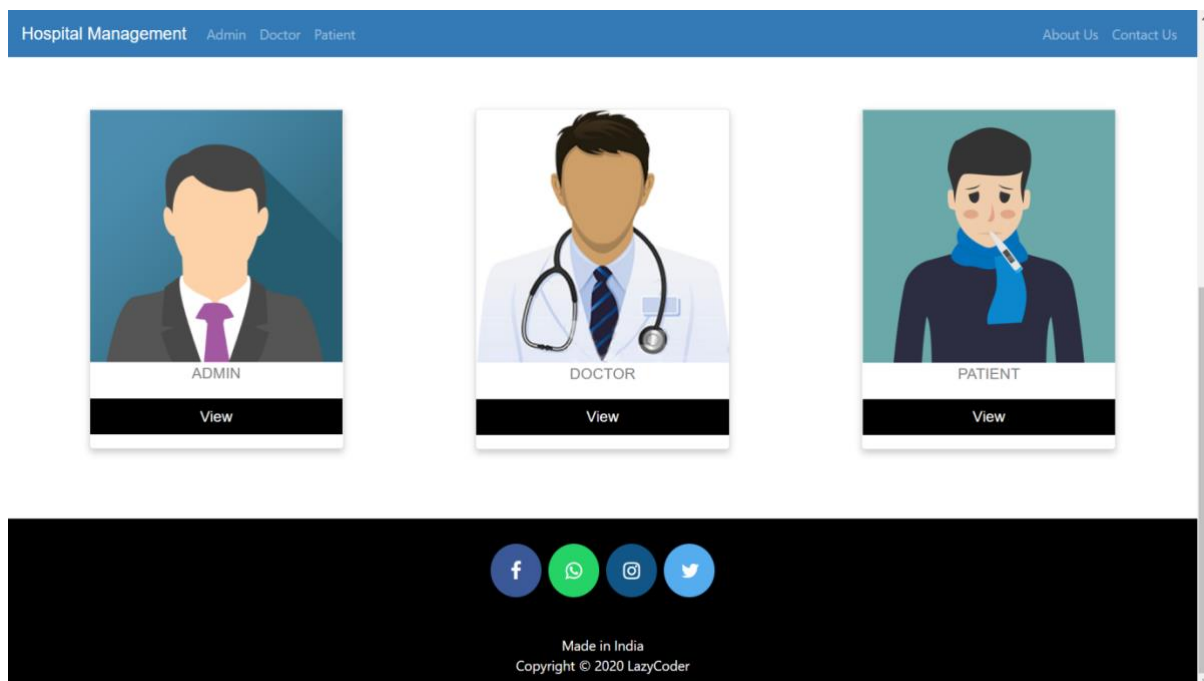 Hospital Management Admin Doctor Patient About Us Contact Us
ADMIN
View
DOCTOR
View
PATIENT
View
Made in India
Copyright © 2020 LazyCoder